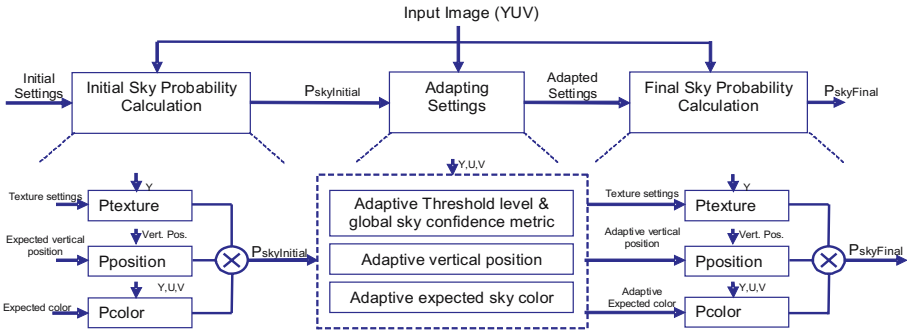 Input Image (YUV)
Initial
Settings
Initial Sky Probability
Calculation
PskyInitial
Adapting
Settings
Adapted
Settings
Final Sky Probability
Calculation
PskyFinal
Y,U,V
Texture settings
Y
Ptexture
Expected vertical
position
Vert. Pos.
Pposition
Y,U,V
Expected color
Pcolor
PskyInitial
Adaptive Threshold level &
global sky confidence metric
Adaptive vertical position
Adaptive expected sky color
Texture settings
Y
Ptexture
Adaptive vertical
position
Vert. Pos.
Pposition
Y,U,V
Adaptive
Expected color
Pcolor
PskyFinal